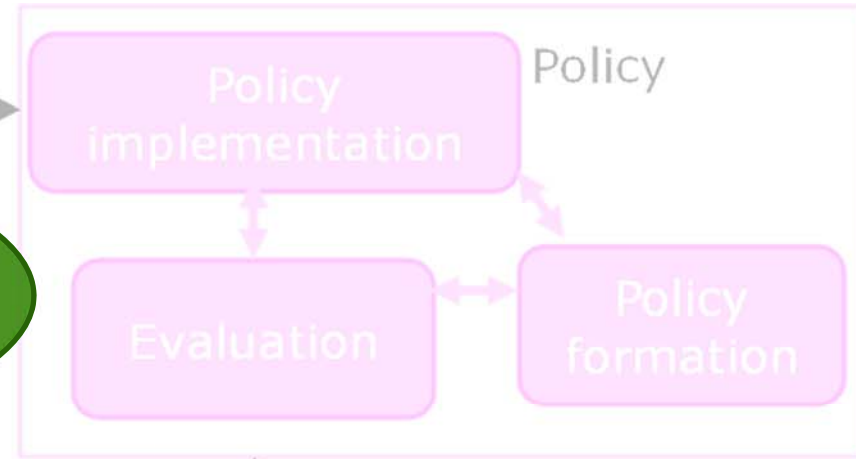 Policy
implementation
Policy
Evaluation
Policy
formation